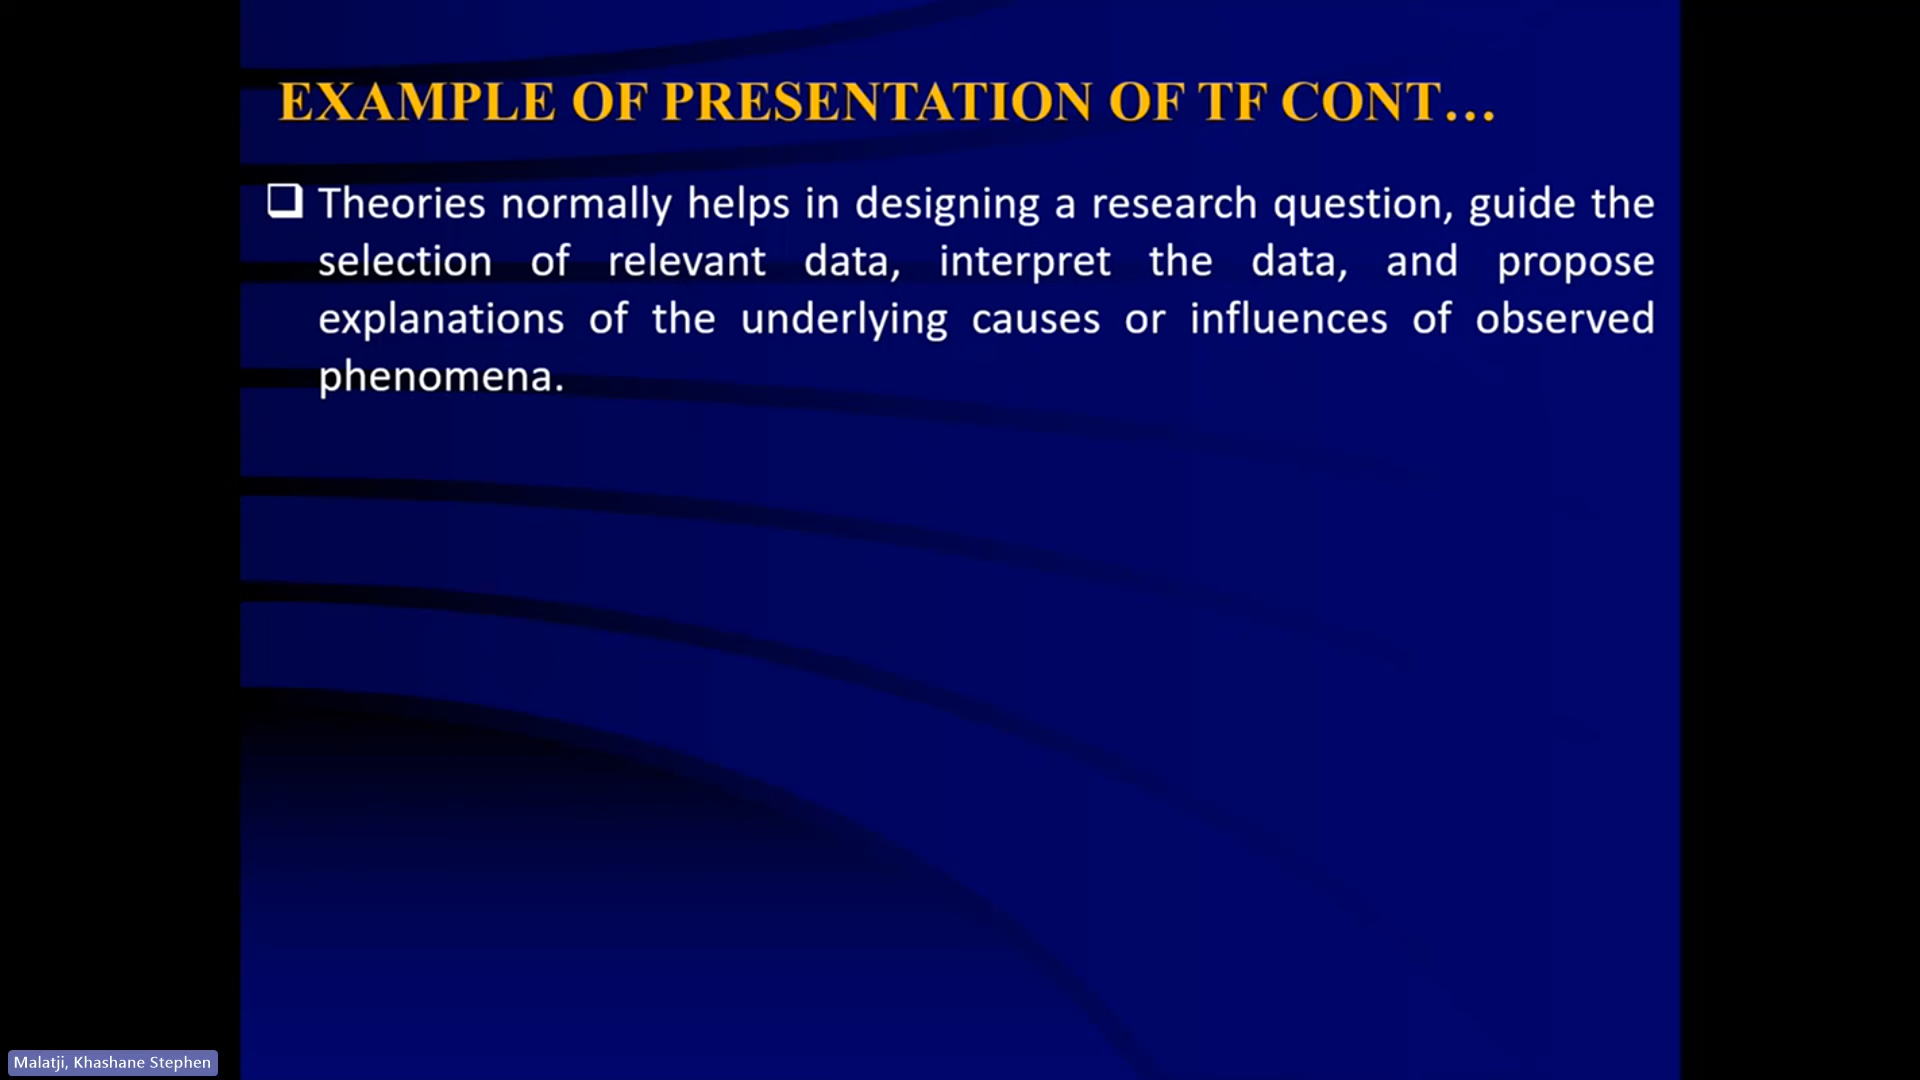 EXAMPLE OF PRESENTATION OF TF CONT...
Theories normally helps in designing a research question, guide the
selection of relevant data, interpret the data, and propose
explanations of the underlying causes or influences of observed
phenomena.
Malatji, Khashane Stephen